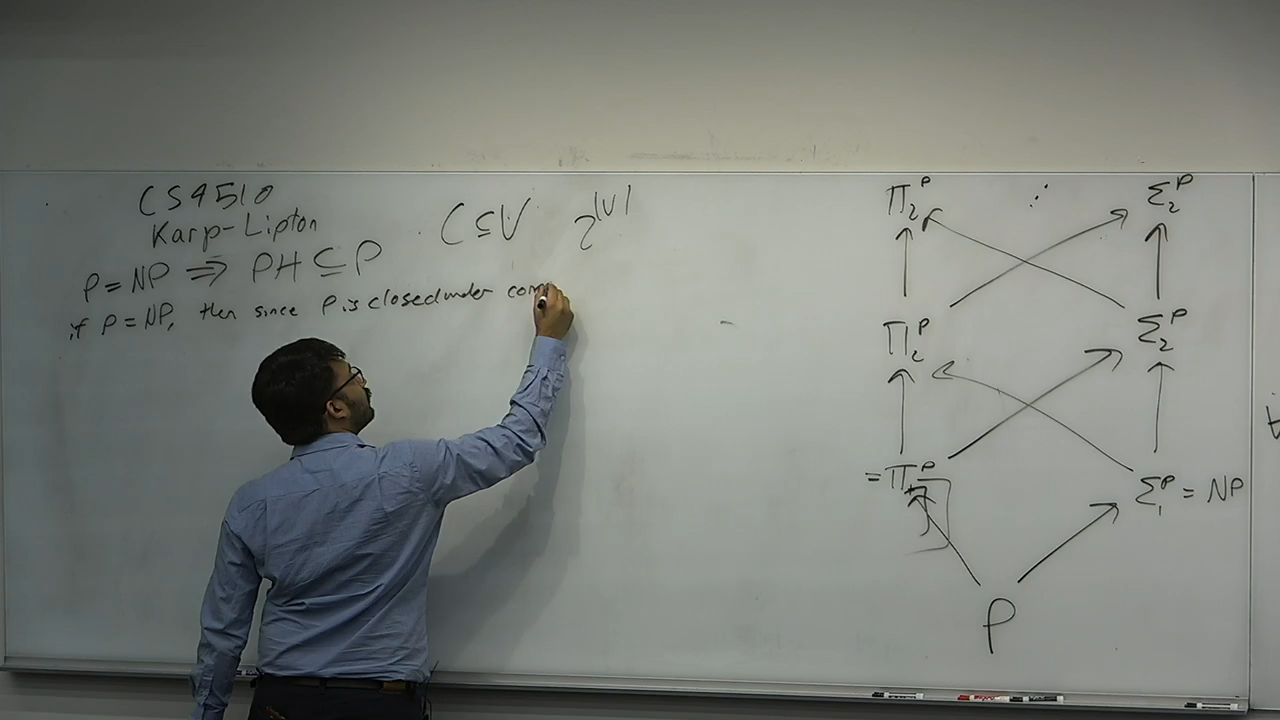 CS4510
Karp-Lipton
P = NP ⇒ PH ⊆ P
if P = NP, then since P is closed under com
C ⊆ V 2^|V|
Π₂ᴾ ⋰ Σ₂ᴾ
Π₂ᴾ Σ₂ᴾ
= Π₁ᴾ Σ₁ᴾ = NP
P